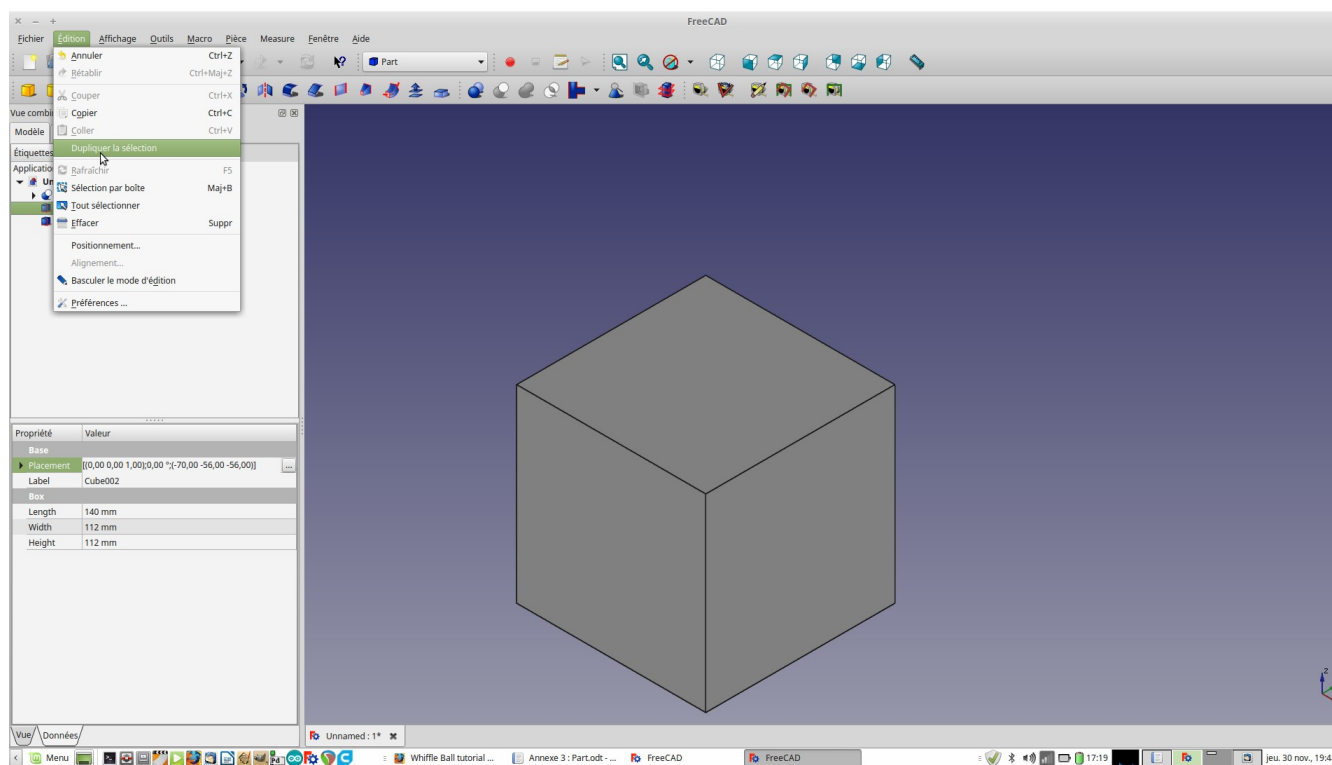 FreeCAD
Fichier Édition Affichage Outils Macro Pièce Measure Fenêtre Aide
Annuler Ctrl+Z
Rétablir Ctrl+Maj+Z
Couper Ctrl+X
Copier Ctrl+C
Coller Ctrl+V
Dupliquer la sélection
Rafraîchir F5
Sélection par boîte Maj+B
Tout sélectionner
Effacer Suppr
Positionnement...
Alignement...
Basculer le mode d'édition
Préférences ...
Part
Vue combi
Modèle
Étiquettes
Applicatio
Un
Propriété Valeur
Base
Placement [(0,00 0,00 1,00);0,00 °;(-70,00 -56,00 -56,00)] ...
Label Cube002
Box
Length 140 mm
Width 112 mm
Height 112 mm
z
Vue Données
Unnamed : 1*
Menu Whiffle Ball tutorial ... Annexe 3 : Part.odt - ... FreeCAD FreeCAD 17:19 jeu. 30 nov., 19:4